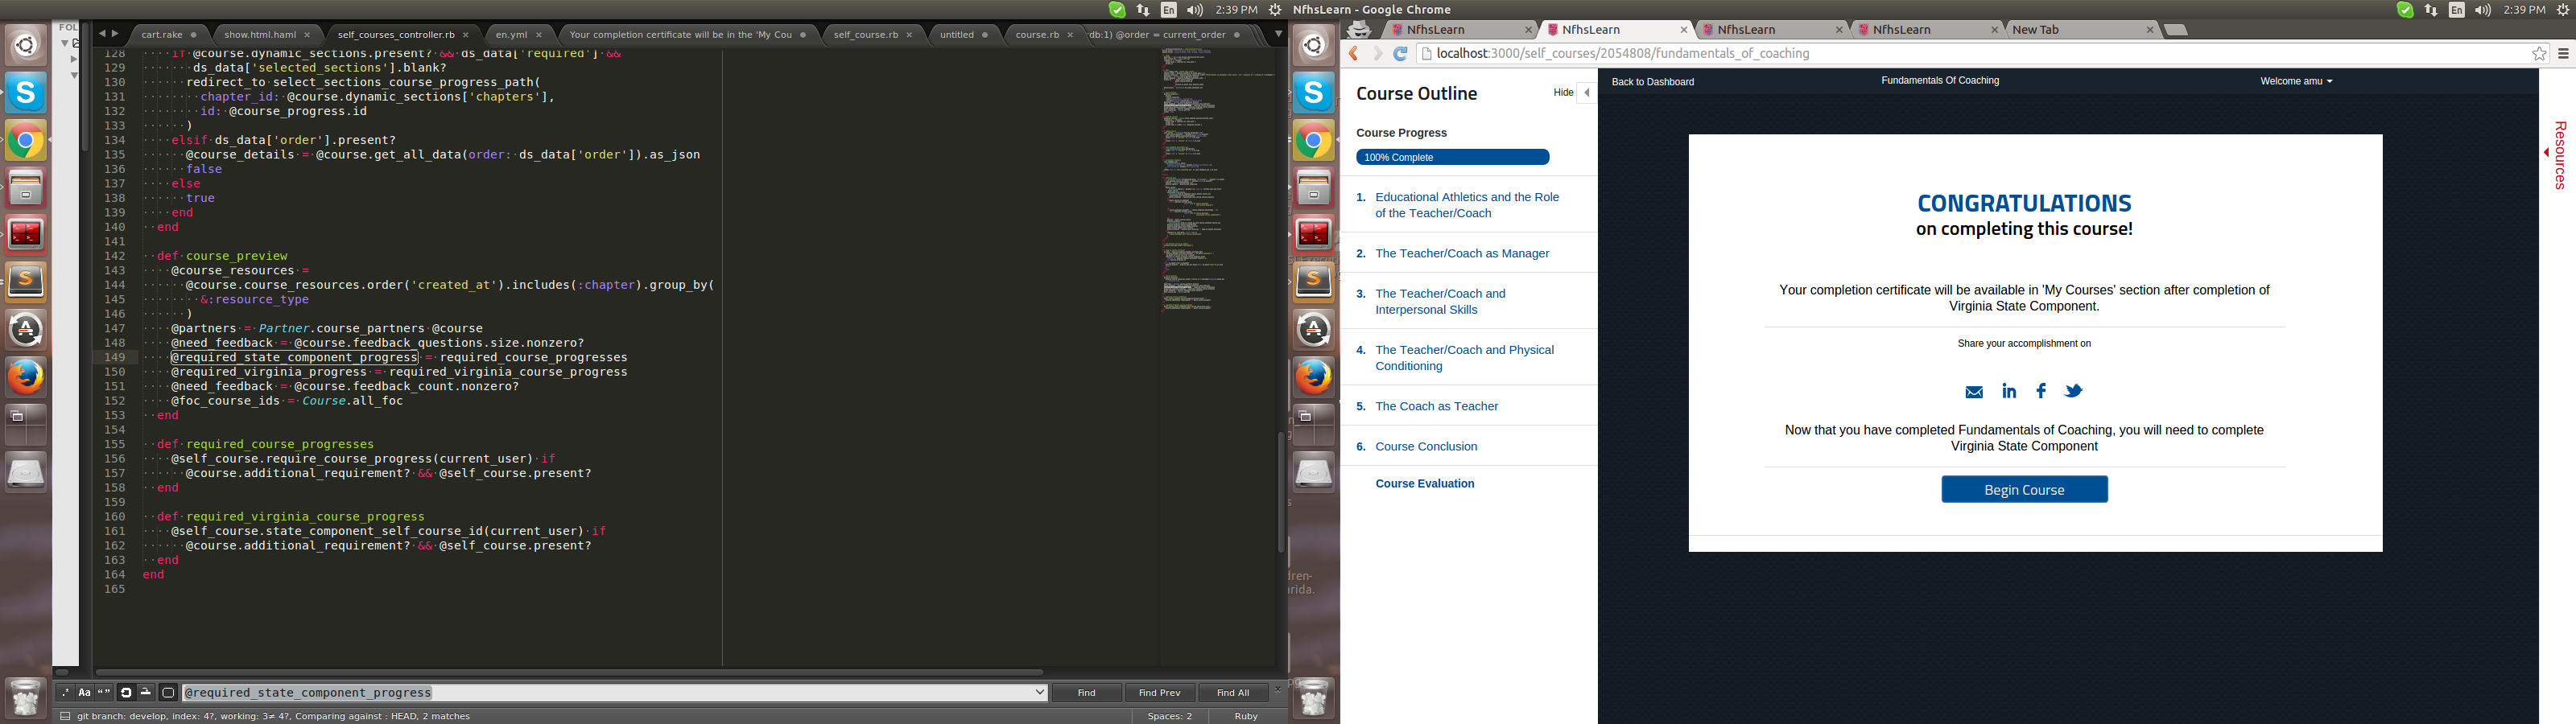 En
2:39 PM
FOL
cart.rake
show.html.haml
self_courses_controller.rb
en.yml
Your completion certificate will be in the 'My Cou
self_course.rb
untitled
course.rb
db:1) @order = current_order
128 if @course.dynamic_sections.present? && ds_data['required'] &&
129 ds_data['selected_sections'].blank?
130 redirect_to select_sections_course_progress_path(
131 chapter_id: @course.dynamic_sections['chapters'],
132 id: @course_progress.id
133 )
134 elsif ds_data['order'].present?
135 @course_details = @course.get_all_data(order: ds_data['order']).as_json
136 false
137 else
138 true
139 end
140 end
141
142 def course_preview
143 @course_resources =
144 @course.course_resources.order('created_at').includes(:chapter).group_by(
145 &:resource_type
146 )
147 @partners = Partner.course_partners @course
148 @need_feedback = @course.feedback_questions.size.nonzero?
149 @required_state_component_progress = required_course_progresses
150 @required_virginia_progress = required_virginia_course_progress
151 @need_feedback = @course.feedback_count.nonzero?
152 @foc_course_ids = Course.all_foc
153 end
154
155 def required_course_progresses
156 @self_course.require_course_progress(current_user) if
157 @course.additional_requirement? && @self_course.present?
158 end
159
160 def required_virginia_course_progress
161 @self_course.state_component_self_course_id(current_user) if
162 @course.additional_requirement? && @self_course.present?
163 end
164 end
165
.* Aa “”
@required_state_component_progress
Find
Find Prev
Find All
git branch: develop, index: 4?, working: 3≠ 4?, Comparing against : HEAD, 2 matches
Spaces: 2
Ruby
NfhsLearn - Google Chrome
En
2:39 PM
NfhsLearn
NfhsLearn
NfhsLearn
NfhsLearn
New Tab
localhost:3000/self_courses/2054808/fundamentals_of_coaching
Course Outline
Hide
Course Progress
100% Complete
1. Educational Athletics and the Role
of the Teacher/Coach
2. The Teacher/Coach as Manager
3. The Teacher/Coach and
Interpersonal Skills
4. The Teacher/Coach and Physical
Conditioning
5. The Coach as Teacher
6. Course Conclusion
Course Evaluation
Back to Dashboard
Fundamentals Of Coaching
Welcome amu
Resources
CONGRATULATIONS
on completing this course!
Your completion certificate will be available in 'My Courses' section after completion of
Virginia State Component.
Share your accomplishment on
Now that you have completed Fundamentals of Coaching, you will need to complete
Virginia State Component
Begin Course